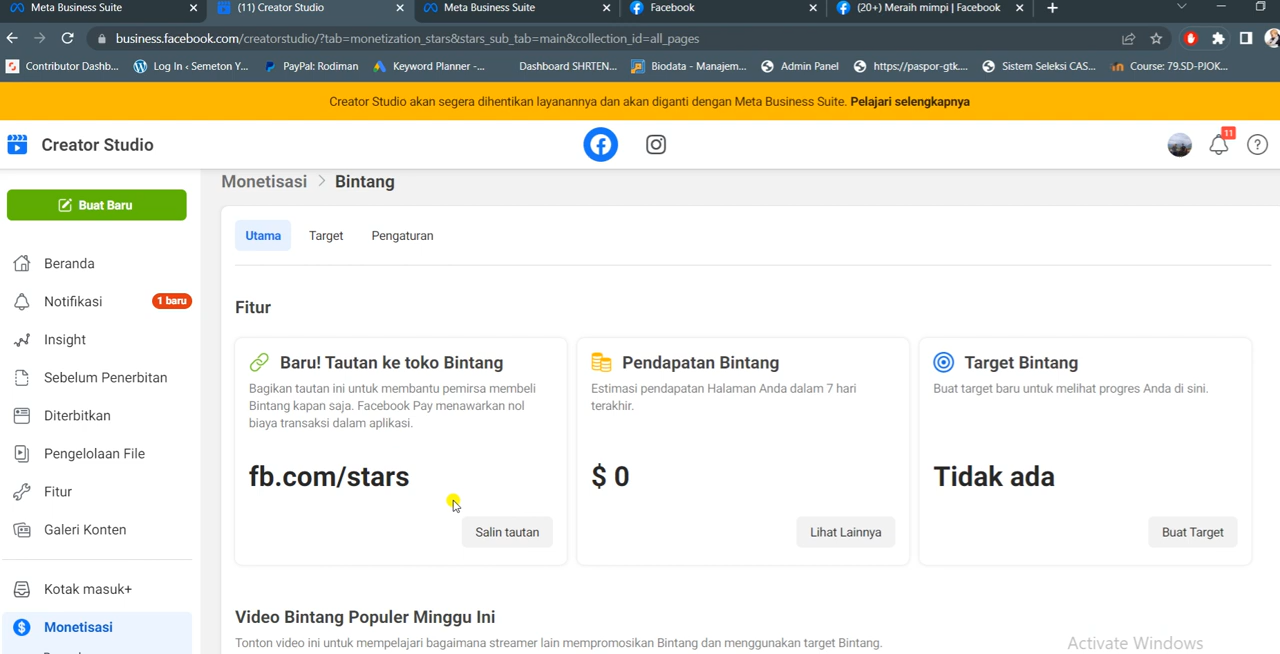 Meta Business Suite
(11) Creator Studio
Meta Business Suite
Facebook
(20+) Meraih mimpi | Facebook
business.facebook.com/creatorstudio/?tab=monetization_stars&stars_sub_tab=main&collection_id=all_pages
Contributor Dashb...
Log In ‹ Semeton Y...
PayPal: Rodiman
Keyword Planner -...
Dashboard SHRTEN...
Biodata - Manajem...
Admin Panel
https://paspor-gtk....
Sistem Seleksi CAS...
Course: 79.SD-PJOK...
Creator Studio akan segera dihentikan layanannya dan akan diganti dengan Meta Business Suite. Pelajari selengkapnya
Creator Studio
11
Buat Baru
Beranda
Notifikasi
1 baru
Insight
Sebelum Penerbitan
Diterbitkan
Pengelolaan File
Fitur
Galeri Konten
Kotak masuk+
Monetisasi
Monetisasi > Bintang
Utama
Target
Pengaturan
Fitur
Baru! Tautan ke toko Bintang
Bagikan tautan ini untuk membantu pemirsa membeli
Bintang kapan saja. Facebook Pay menawarkan nol
biaya transaksi dalam aplikasi.
fb.com/stars
Salin tautan
Pendapatan Bintang
Estimasi pendapatan Halaman Anda dalam 7 hari
terakhir.
$ 0
Lihat Lainnya
Target Bintang
Buat target baru untuk melihat progres Anda di sini.
Tidak ada
Buat Target
Video Bintang Populer Minggu Ini
Tonton video ini untuk mempelajari bagaimana streamer lain mempromosikan Bintang dan menggunakan target Bintang.
Activate Windows